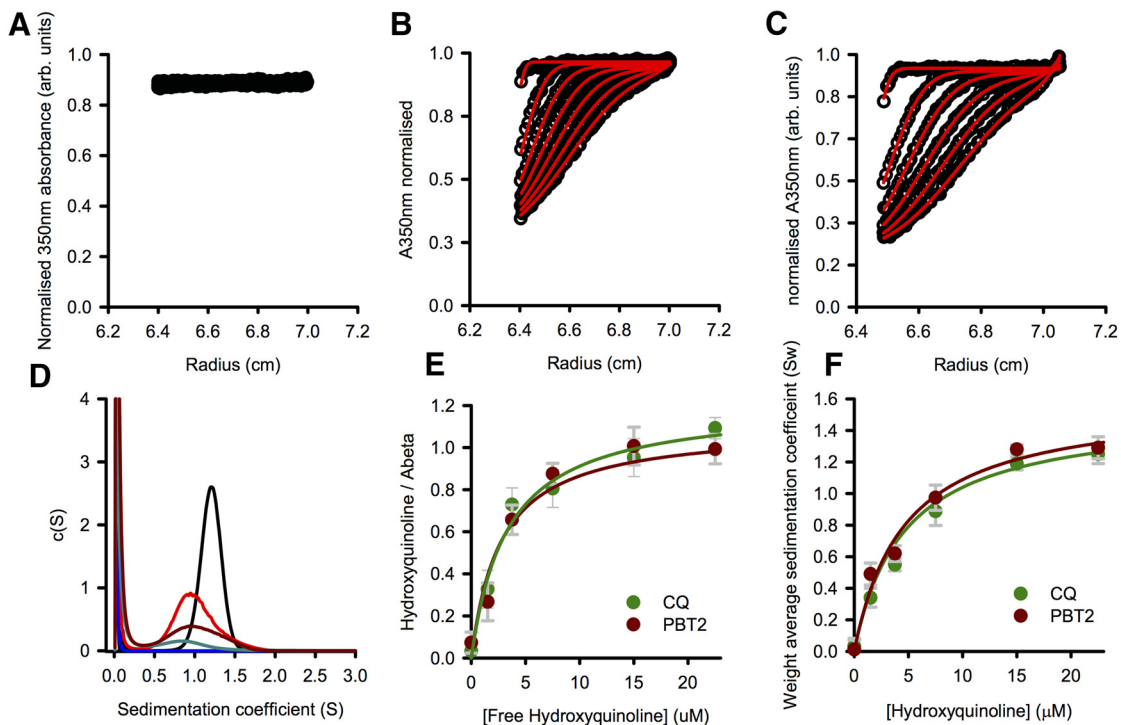 A
Normalised 350nm absorbance (arb. units)
1.0
0.8
0.6
0.4
0.2
0.0
6.2 6.4 6.6 6.8 7.0 7.2
Radius (cm)
B
A350nm normalised
1.0
0.8
0.5
0.3
0.0
6.2 6.4 6.6 6.8 7.0 7.2
Radius (cm)
C
normalised A350nm (arb. units)
1.0
0.8
0.7
0.5
0.3
0.2
0.0
6.4 6.6 6.8 7.0 7.2
Radius (cm)
D
c(S)
4
3
2
1
0
0.0 0.5 1.0 1.5 2.0 2.5 3.0
Sedimentation coefficient (S)
E
Hydroxyquinoline / Abeta
1.2
1.0
0.8
0.6
0.4
0.2
0.0
CQ
PBT2
0 5 10 15 20
[Free Hydroxyquinoline] (uM)
F
Weight average sedimentation coefficeint (Sw)
1.6
1.4
1.2
1.0
0.8
0.6
0.4
0.2
0.0
CQ
PBT2
0 5 10 15 20
[Hydroxyquinoline] (μM)